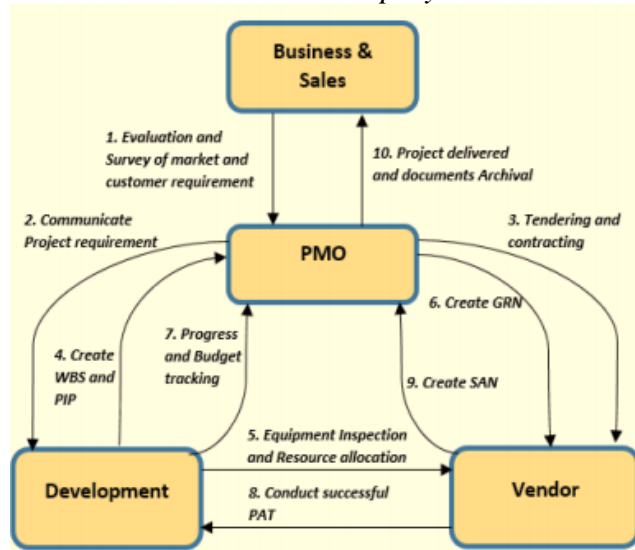 Business &
Sales
1. Evaluation and
Survey of market and
customer requirement
10. Project delivered
and documents Archival
2. Communicate
Project requirement
3. Tendering and
contracting
PMO
6. Create GRN
7. Progress
and Budget
tracking
4. Create
WBS and
PIP
9. Create SAN
5. Equipment Inspection
and Resource allocation
Development
Vendor
8. Conduct successful
PAT